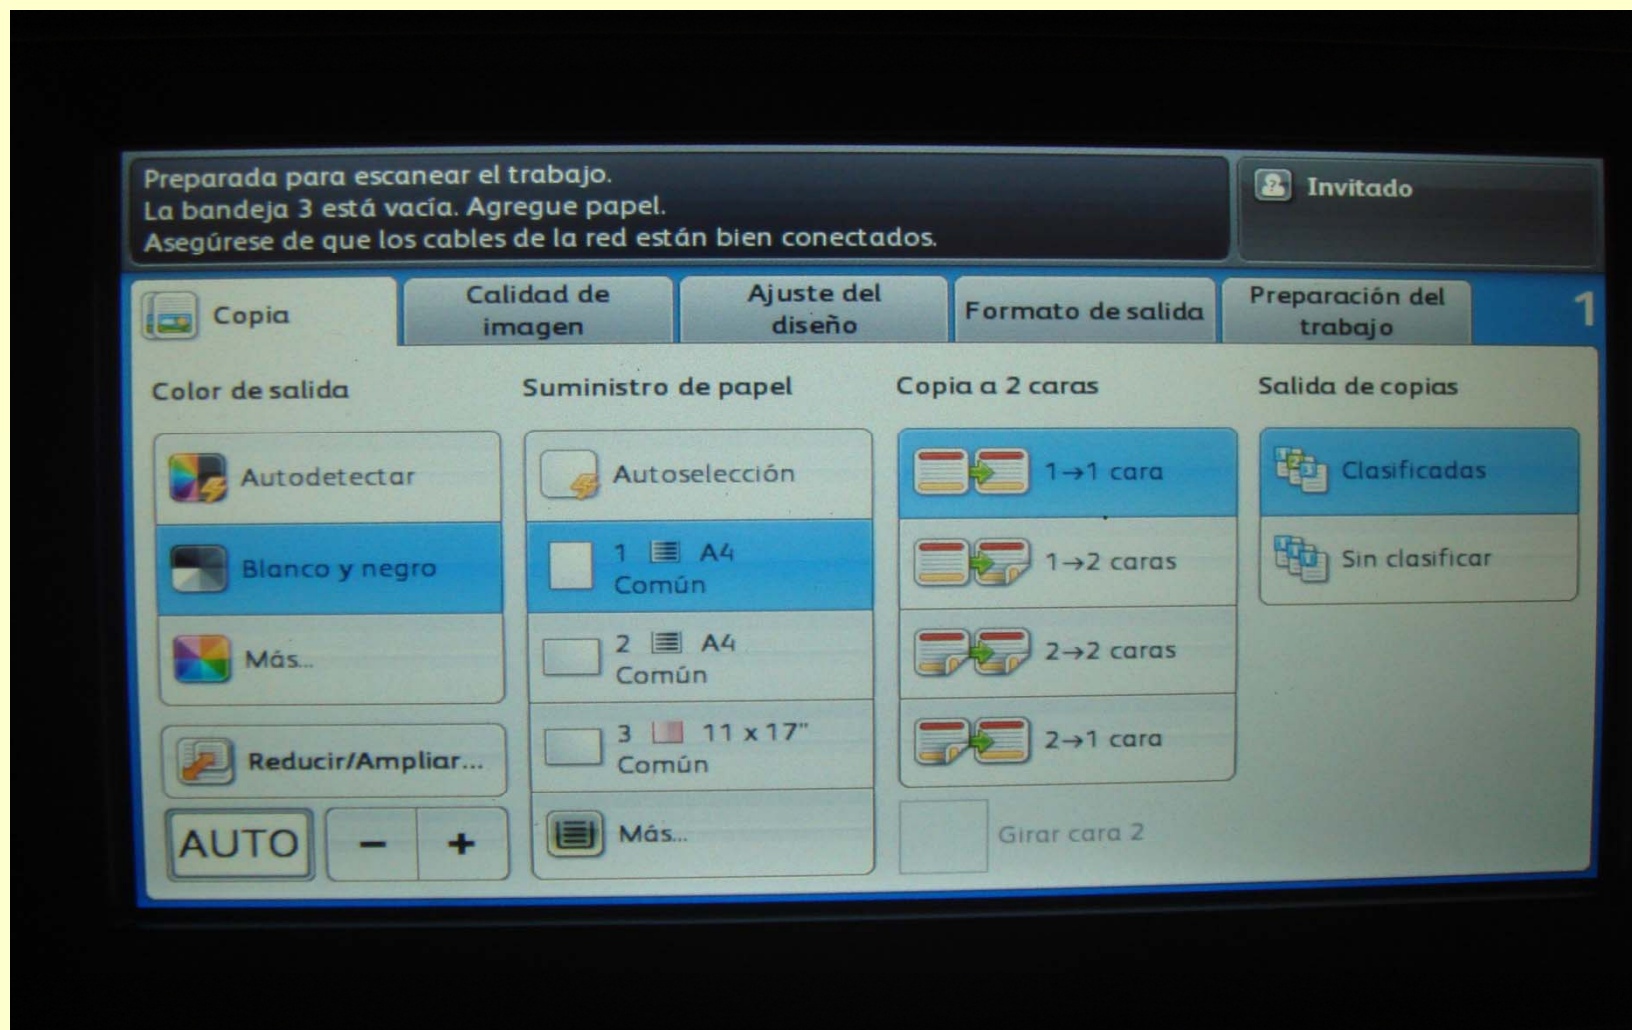 Preparada para escanear el trabajo.
La bandeja 3 está vacía. Agregue papel.
Asegúrese de que los cables de la red están bien conectados.
Invitado
Copia
Calidad de
imagen
Ajuste del
diseño
Formato de salida
Preparación del
trabajo
1
Color de salida
Autodetectar
Blanco y negro
Más...
Reducir/Ampliar...
AUTO
−
+
Suministro de papel
Autoselección
1 A4
Común
2 A4
Común
3 11 x 17"
Común
Más...
Copia a 2 caras
1→1 cara
1→2 caras
2→2 caras
2→1 cara
Girar cara 2
Salida de copias
Clasificadas
Sin clasificar